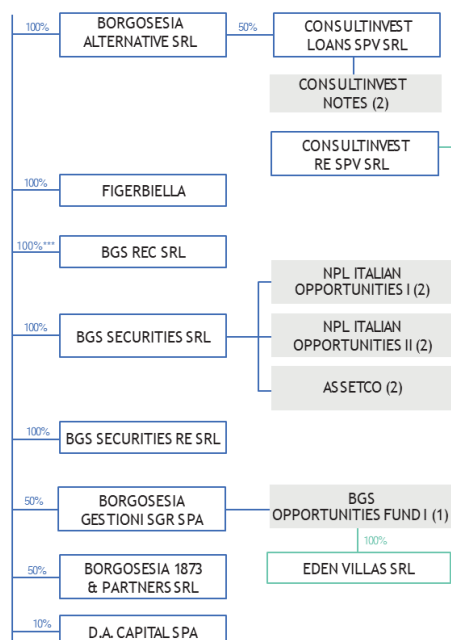 100%
BORGOSESIA
ALTERNATIVE SRL
50%
CONSULTINVEST
LOANS SPV SRL
CONSULTINVEST
NOTES (2)
CONSULTINVEST
RE SPV SRL
100%
FIGERBIELLA
100%***
BGS REC SRL
100%
BGS SECURITIES SRL
NPL ITALIAN
OPPORTUNITIES I (2)
NPL ITALIAN
OPPORTUNITIES II (2)
ASSETCO (2)
100%
BGS SECURITIES RE SRL
50%
BORGOSESIA
GESTIONI SGR SPA
BGS
OPPORTUNITIES FUND I (1)
100%
EDEN VILLAS SRL
50%
BORGOSESIA 1873
& PARTNERS SRL
10%
D.A. CAPITAL SPA